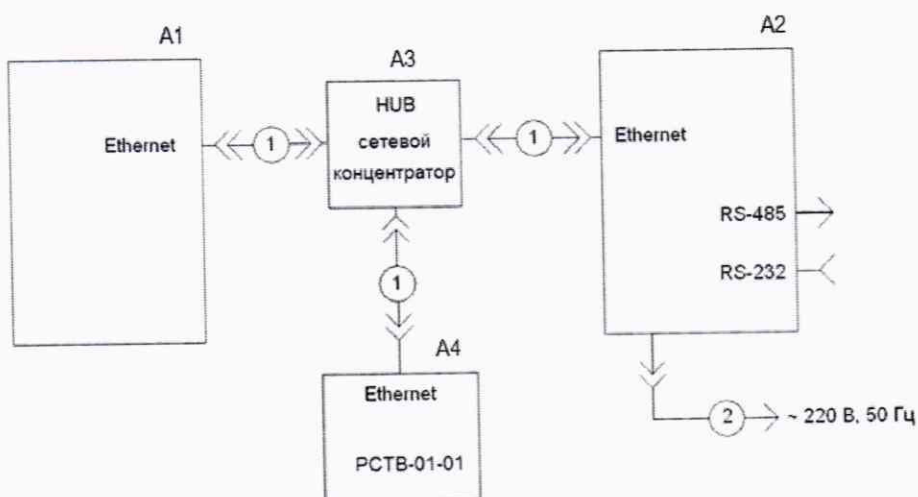 A1
A3
A2
HUB
сетевой
концентратор
Ethernet
1
1
Ethernet
RS-485
RS-232
1
A4
Ethernet
РСТВ-01-01
2
~ 220 В, 50 Гц